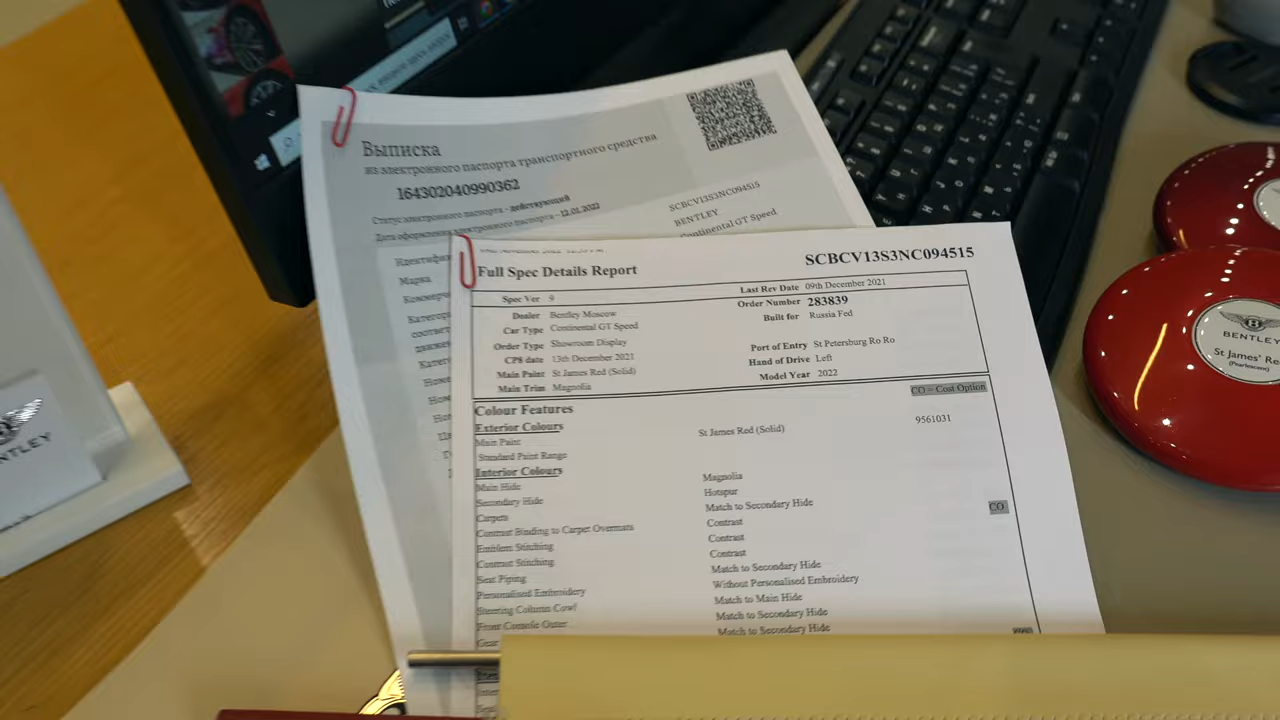 Выписка
из электронного паспорта транспортного средства
164302040990362
Статус электронного паспорта - действующий
Дата оформления электронного паспорта - 12.01.2022
SCBCV13S3NC094515
BENTLEY
Continental GT Speed
Марка
Full Spec Details Report SCBCV13S3NC094515
Spec Ver 9 Last Rev Date 09th December 2021
Dealer Bentley Moscow Order Number 283839
Car Type Continental GT Speed Built for Russia Fed
Order Type Showroom Display
CPS date 13th December 2021 Port of Entry St Petersburg Ro Ro
Main Paint St James Red (Solid) Hand of Drive Left
Main Trim Magnolia Model Year 2022
CO = Cost Option
Colour Features
Exterior Colours
Main Paint St James Red (Solid) 9561031
Standard Paint Range
Interior Colours
Main Hide Magnolia
Secondary Hide Hotspur
Carpets Match to Secondary Hide
Contrast Binding to Carpet Overmats Contrast CO
Emblem Stitching Contrast
Contrast Stitching Contrast
Seat Piping Match to Secondary Hide
Personalised Embroidery Without Personalised Embroidery
Steering Column Cowl Match to Main Hide
Front Console Outer Match to Secondary Hide
Gear Match to Secondary Hide
BENTLEY
St James' Re
(Pearlescent)
NTLEY